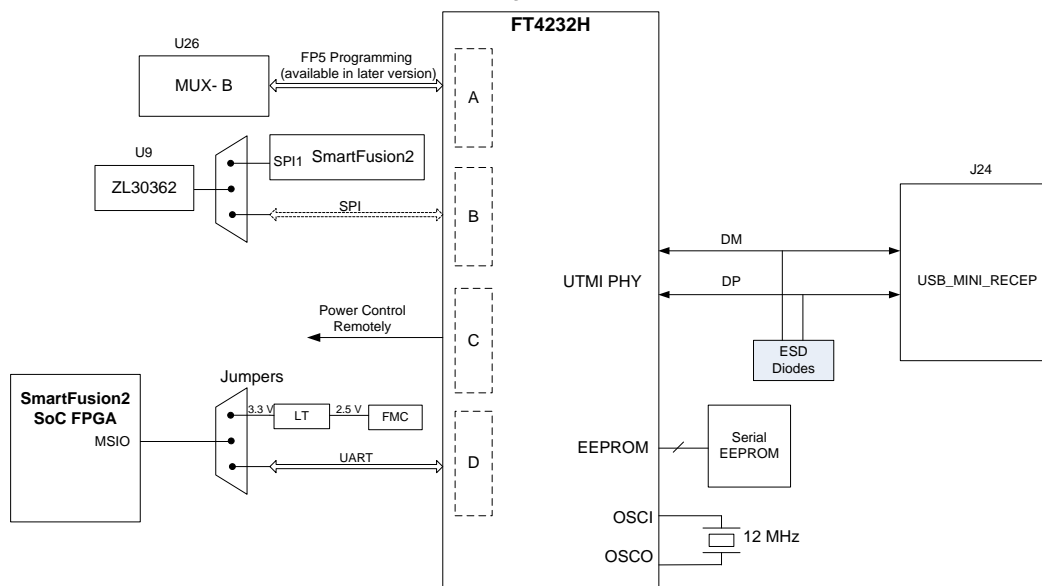 FT4232H
U26
MUX- B
FP5 Programming
(available in later version)
A
U9
ZL30362
SPI1
SmartFusion2
SPI
B
J24
DM
DP
UTMI PHY
USB_MINI_RECEP
ESD
Diodes
Power Control
Remotely
C
SmartFusion2
SoC FPGA
MSIO
Jumpers
3.3 V
LT
2.5 V
FMC
UART
D
EEPROM
Serial
EEPROM
OSCI
OSCO
12 MHz